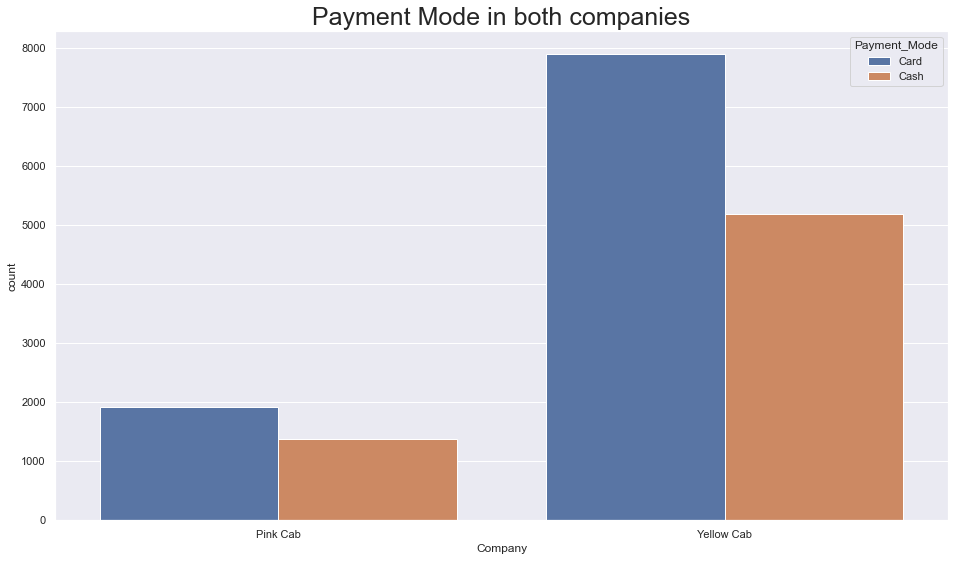 Payment Mode in both companies
8000
7000
6000
5000
4000
3000
2000
1000
0
count
Payment_Mode
Card
Cash
Pink Cab
Yellow Cab
Company